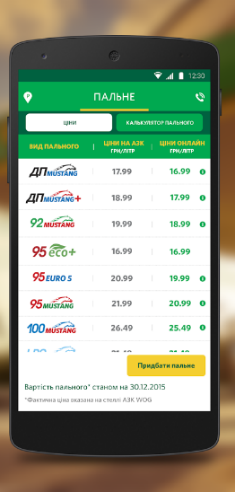 12:30
ПАЛЬНЕ
ЦІНИ
КАЛЬКУЛЯТОР ПАЛЬНОГО
ВИД ПАЛЬНОГО
ЦІНИ НА АЗК
ГРН/ЛІТР
ЦІНИ ОНЛАЙН
ГРН/ЛІТР
ДП MUSTANG 17.99 16.99
ДП MUSTANG+ 18.99 17.99
92 MUSTANG 19.99 18.99
95 eco+ 16.99 16.99
95 EURO 5 20.99 19.99
95 MUSTANG 21.99 20.99
100 MUSTANG 26.49 25.49
Придбати пальне
Вартість пального* станом на 30.12.2015
*Фактична ціна вказана на стеллі АЗК WOG